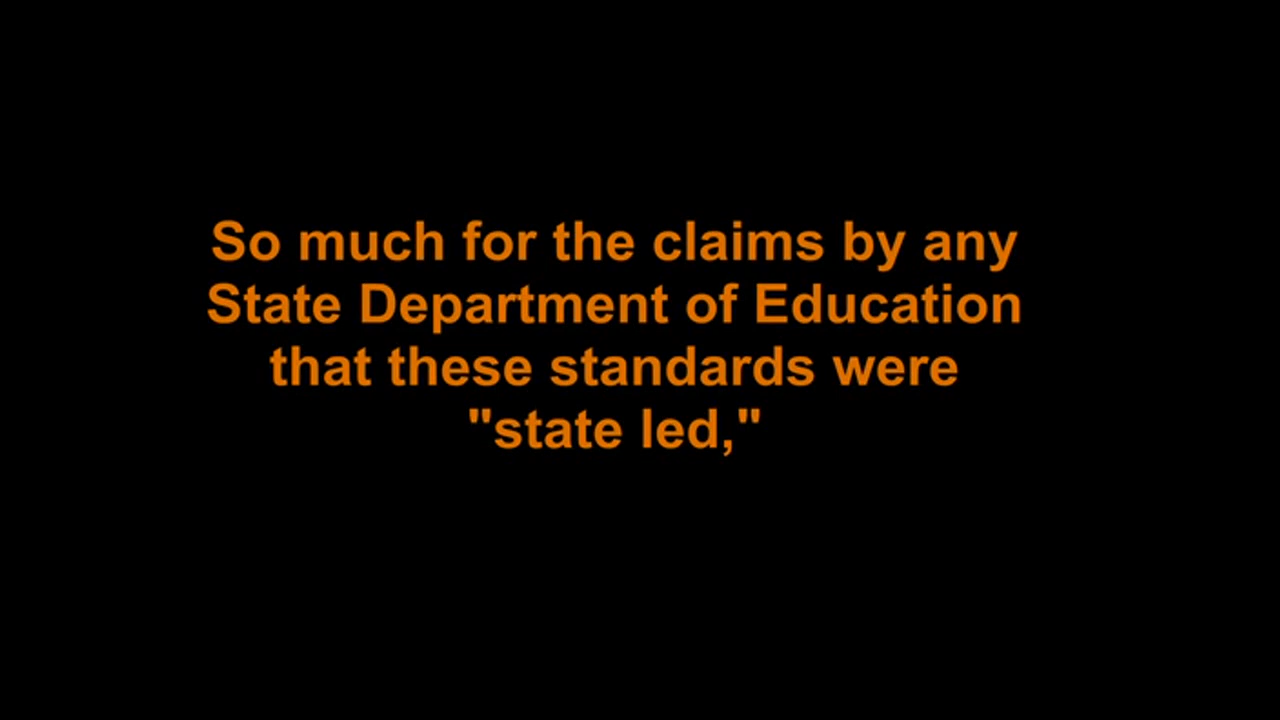 So much for the claims by any
State Department of Education
that these standards were
"state led,"